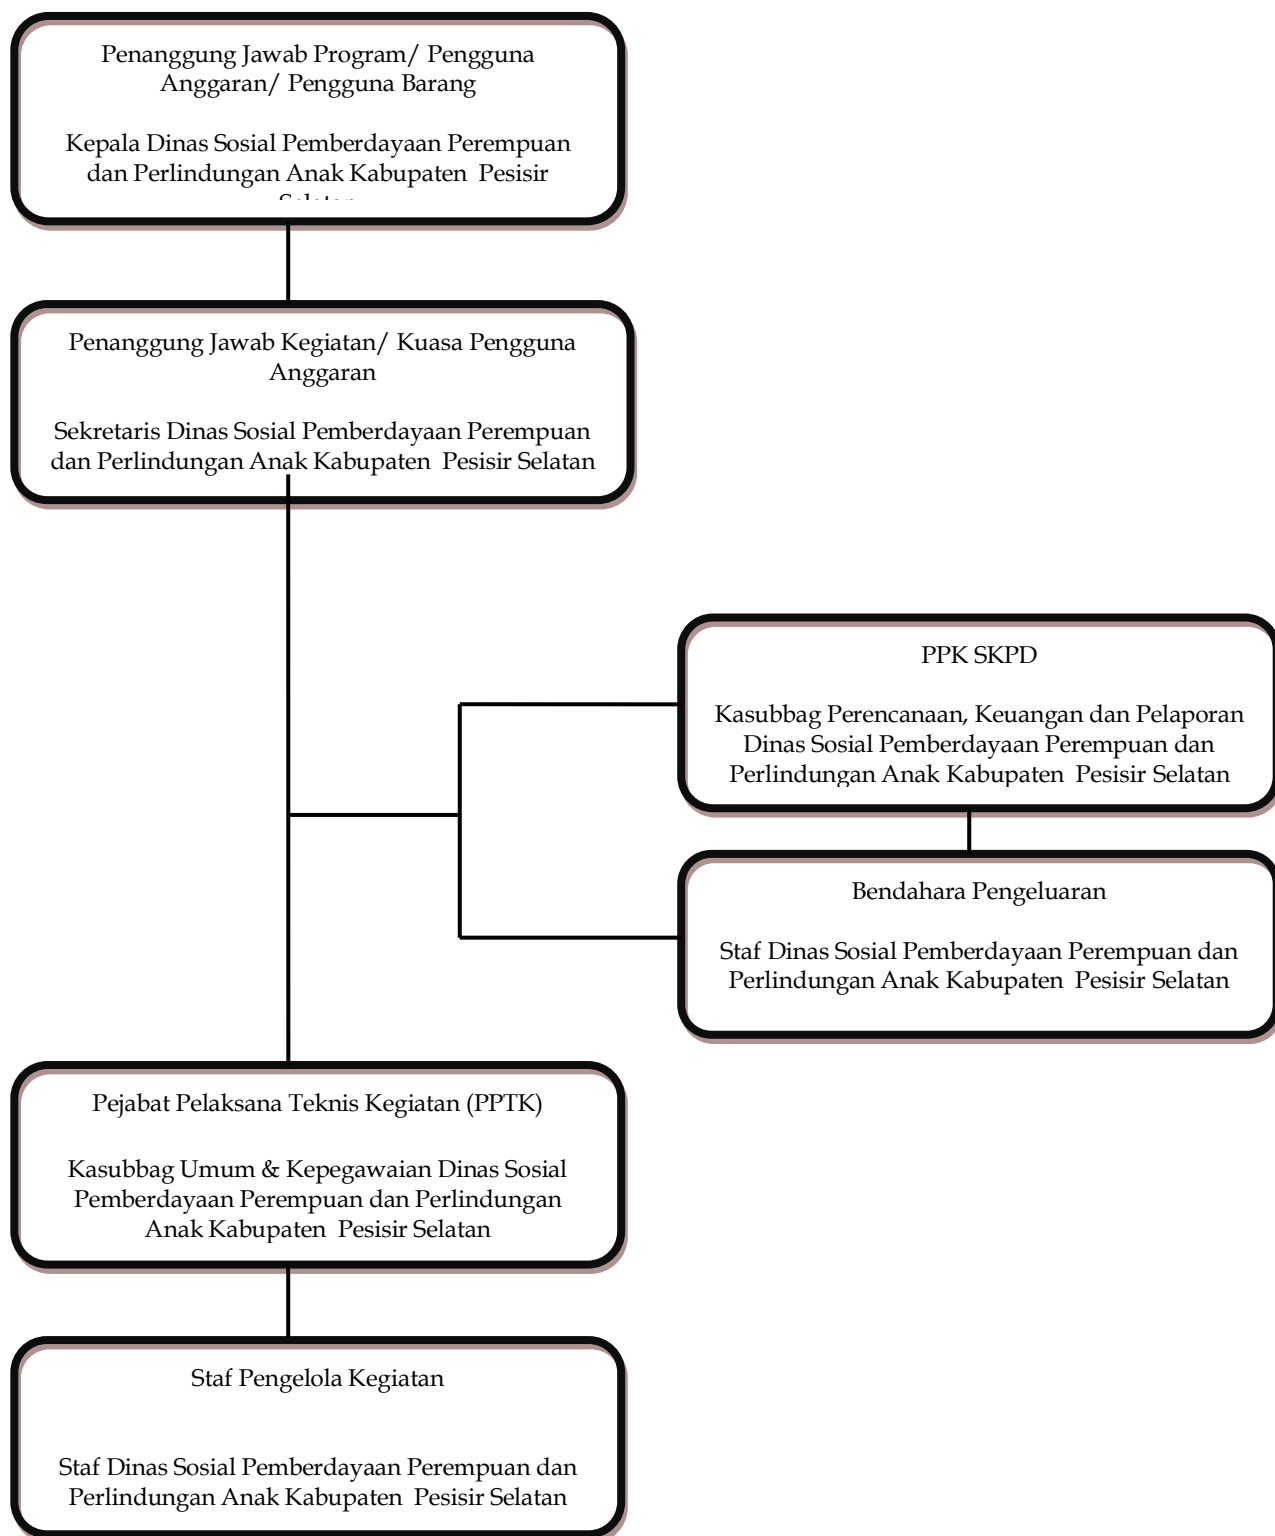 Penanggung Jawab Program/ Pengguna
Anggaran/ Pengguna Barang
Kepala Dinas Sosial Pemberdayaan Perempuan
dan Perlindungan Anak Kabupaten  Pesisir
Penanggung Jawab Kegiatan/ Kuasa Pengguna
Anggaran
Sekretaris Dinas Sosial Pemberdayaan Perempuan
dan Perlindungan Anak Kabupaten  Pesisir Selatan
PPK SKPD
Kasubbag Perencanaan, Keuangan dan Pelaporan
Dinas Sosial Pemberdayaan Perempuan dan
Perlindungan Anak Kabupaten  Pesisir Selatan
Bendahara Pengeluaran
Staf Dinas Sosial Pemberdayaan Perempuan dan
Perlindungan Anak Kabupaten  Pesisir Selatan
Pejabat Pelaksana Teknis Kegiatan (PPTK)
Kasubbag Umum & Kepegawaian Dinas Sosial
Pemberdayaan Perempuan dan Perlindungan
Anak Kabupaten  Pesisir Selatan
Staf Pengelola Kegiatan
Staf Dinas Sosial Pemberdayaan Perempuan dan
Perlindungan Anak Kabupaten  Pesisir Selatan